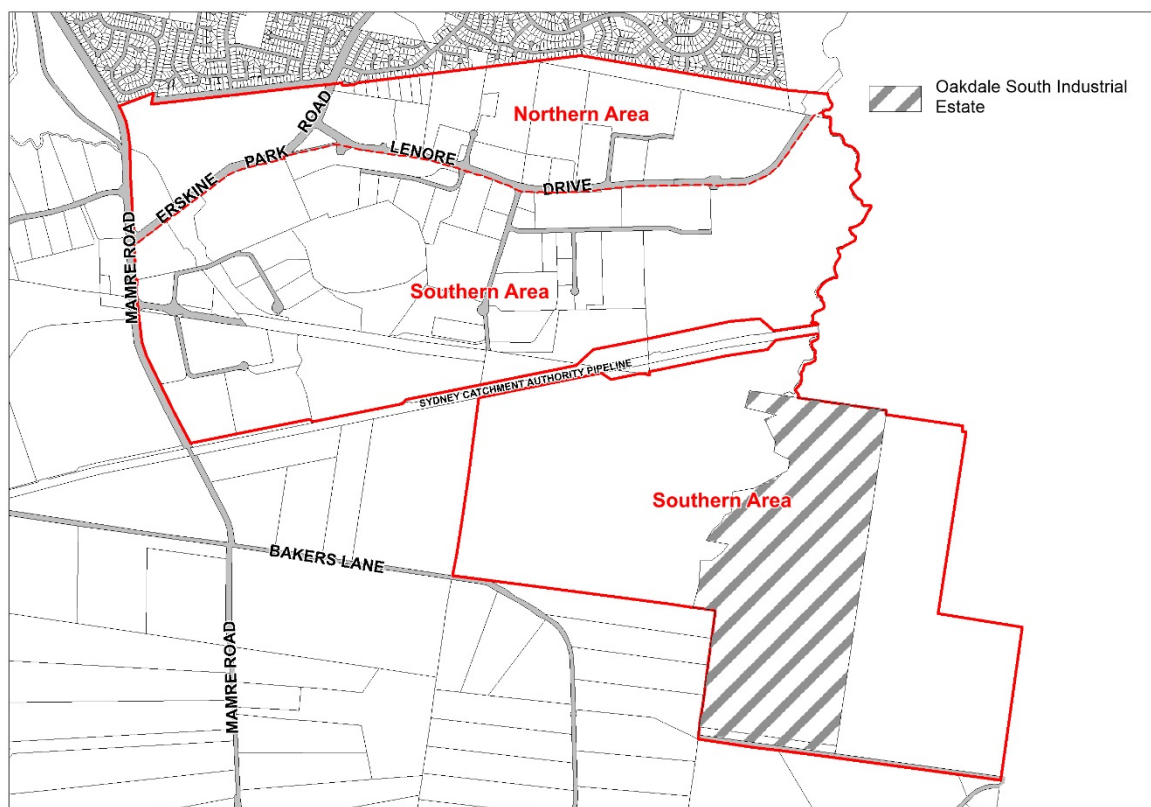 Oakdale South Industrial
Estate
Northern Area
ERSKINE PARK ROAD
LENORE DRIVE
MAMRE ROAD
Southern Area
SYDNEY CATCHMENT AUTHORITY PIPELINE
Southern Area
BAKERS LANE
MAMRE ROAD